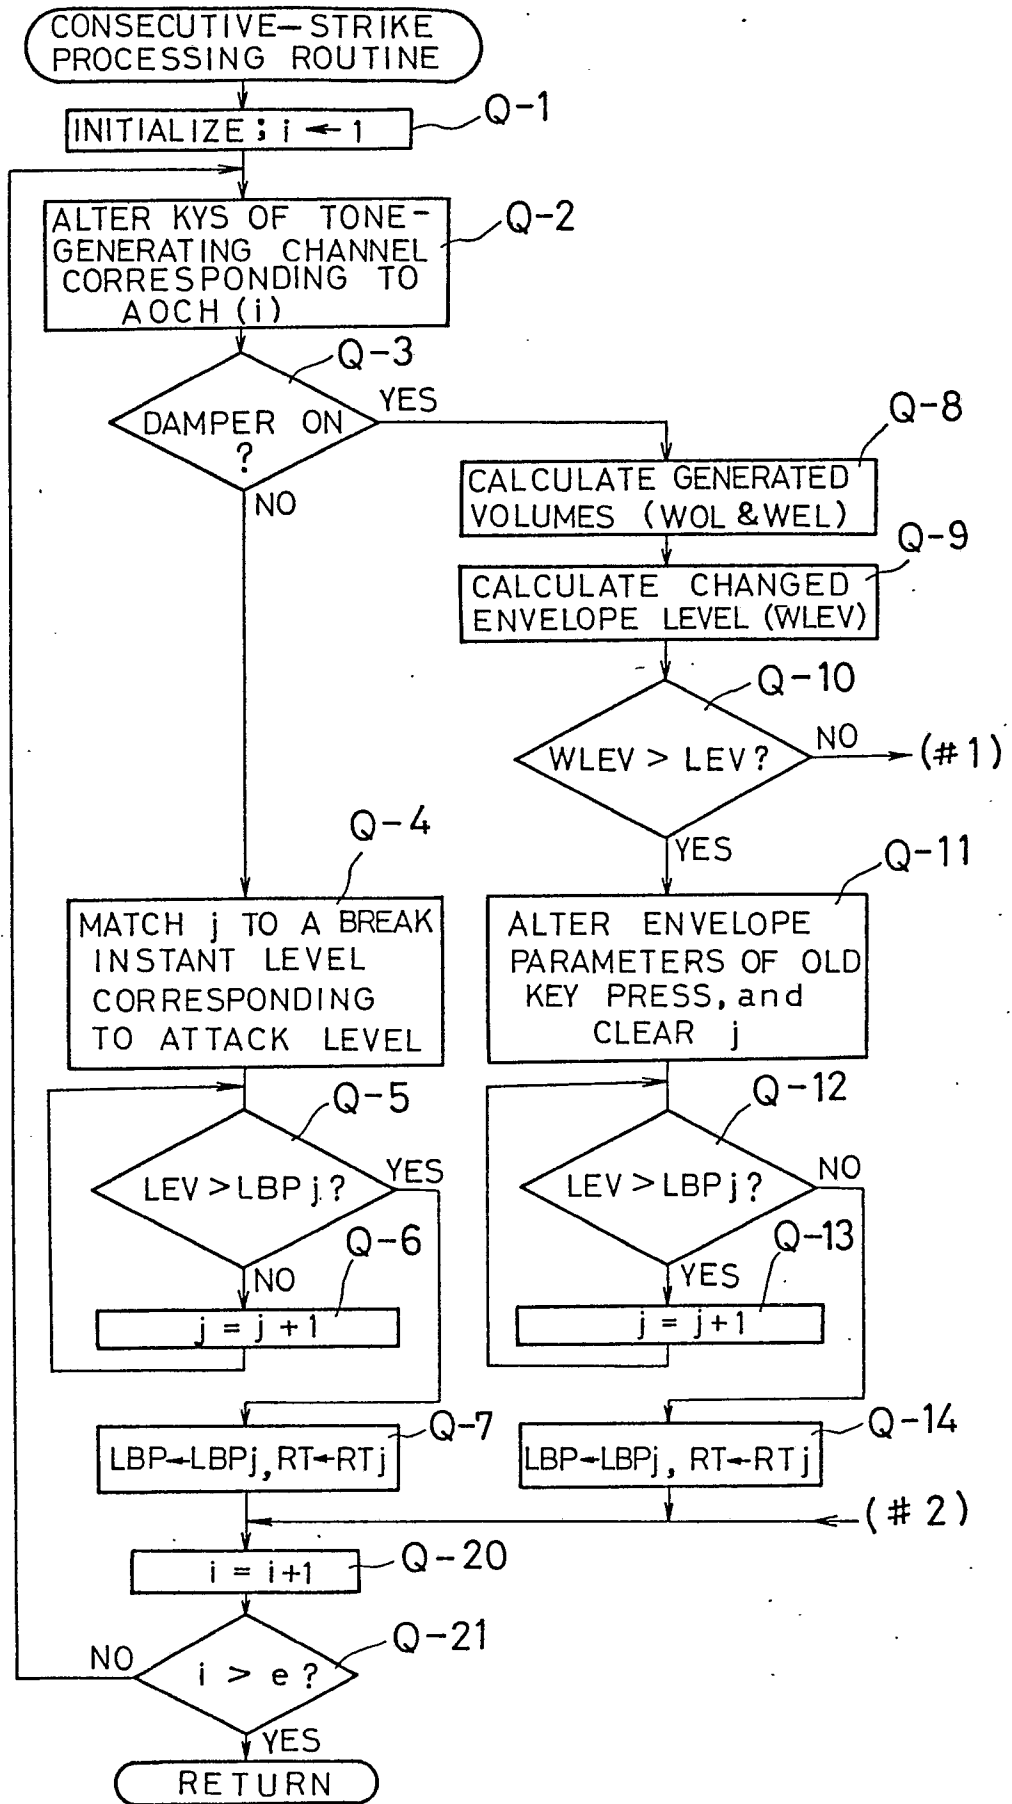 CONSECUTIVE-STRIKE
PROCESSING ROUTINE
INITIALIZE; i ← 1
Q-1
ALTER KYS OF TONE-
GENERATING CHANNEL
CORRESPONDING TO
AOCH (i)
Q-2
DAMPER ON
?
Q-3
YES
NO
CALCULATE GENERATED
VOLUMES (WOL & WEL)
Q-8
CALCULATE CHANGED
ENVELOPE LEVEL (WLEV)
Q-9
WLEV > LEV?
Q-10
NO
(#1)
YES
MATCH j TO A BREAK
INSTANT LEVEL
CORRESPONDING
TO ATTACK LEVEL
Q-4
ALTER ENVELOPE
PARAMETERS OF OLD
KEY PRESS, and
CLEAR j
Q-11
LEV > LBPj?
Q-5
YES
NO
j = j + 1
Q-6
LEV > LBPj?
Q-12
NO
YES
j = j+1
Q-13
LBP←LBPj, RT←RTj
Q-7
LBP←LBPj, RT←RTj
Q-14
(#2)
i = i+1
Q-20
i > e?
Q-21
NO
YES
RETURN